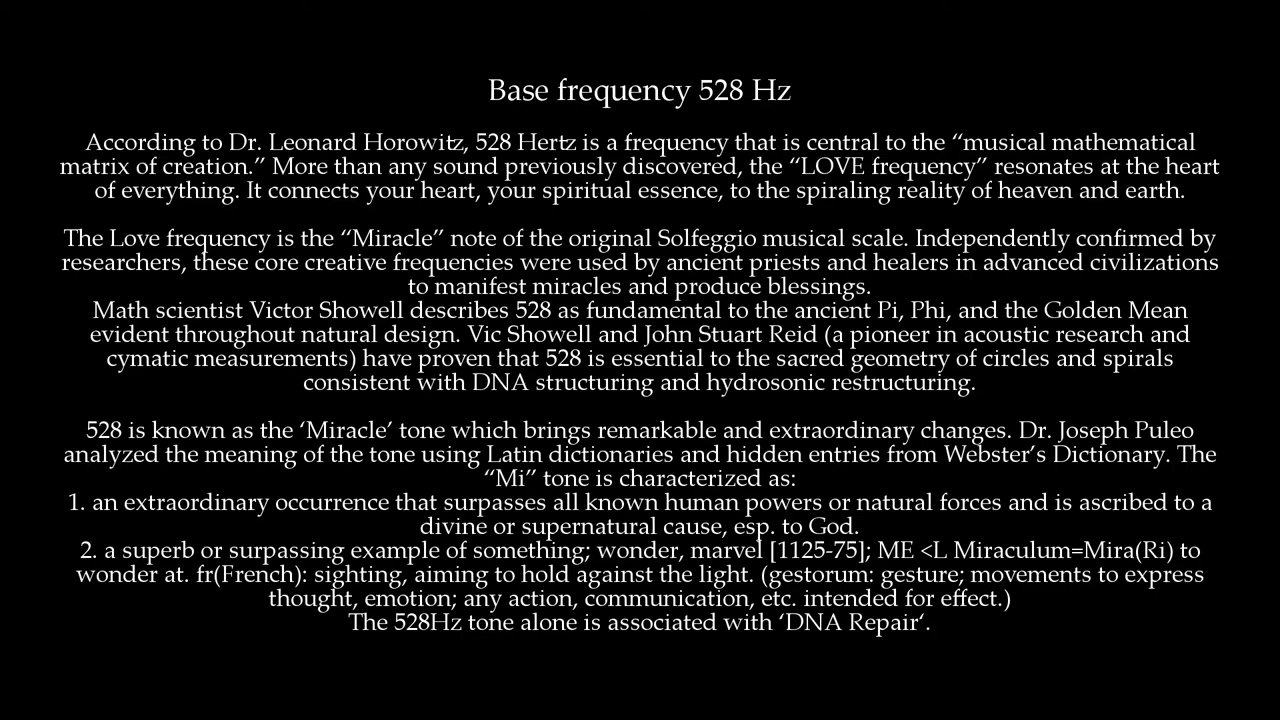 Base frequency 528 Hz
According to Dr. Leonard Horowitz, 528 Hertz is a frequency that is central to the “musical mathematical
matrix of creation.” More than any sound previously discovered, the “LOVE frequency” resonates at the heart
of everything. It connects your heart, your spiritual essence, to the spiraling reality of heaven and earth.
The Love frequency is the “Miracle” note of the original Solfeggio musical scale. Independently confirmed by
researchers, these core creative frequencies were used by ancient priests and healers in advanced civilizations
to manifest miracles and produce blessings.
Math scientist Victor Showell describes 528 as fundamental to the ancient Pi, Phi, and the Golden Mean
evident throughout natural design. Vic Showell and John Stuart Reid (a pioneer in acoustic research and
cymatic measurements) have proven that 528 is essential to the sacred geometry of circles and spirals
consistent with DNA structuring and hydrosonic restructuring.
528 is known as the ‘Miracle’ tone which brings remarkable and extraordinary changes. Dr. Joseph Puleo
analyzed the meaning of the tone using Latin dictionaries and hidden entries from Webster’s Dictionary. The
“Mi” tone is characterized as:
1. an extraordinary occurrence that surpasses all known human powers or natural forces and is ascribed to a
divine or supernatural cause, esp. to God.
2. a superb or surpassing example of something; wonder, marvel [1125-75]; ME <L Miraculum=Mira(Ri) to
wonder at. fr(French): sighting, aiming to hold against the light. (gestorum: gesture; movements to express
thought, emotion; any action, communication, etc. intended for effect.)
The 528Hz tone alone is associated with ‘DNA Repair‘.